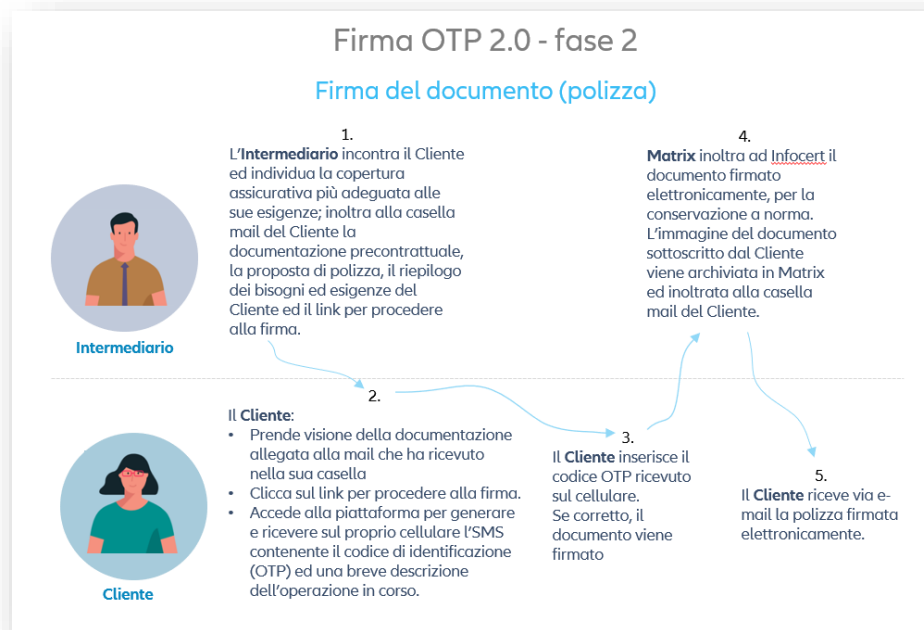 Firma OTP 2.0 - fase 2
Firma del documento (polizza)
1.
L'Intermediario incontra il Cliente
ed individua la copertura
assicurativa più adeguata alle
sue esigenze; inoltra alla casella
mail del Cliente la
documentazione precontrattuale,
la proposta di polizza, il riepilogo
dei bisogni ed esigenze del
Cliente ed il link per procedere
alla firma.
4.
Matrix inoltra ad Infocert il
documento firmato
elettronicamente, per la
conservazione a norma.
L'immagine del documento
sottoscritto dal Cliente
viene archiviata in Matrix
ed inoltrata alla casella
mail del Cliente.
Intermediario
2.
Il Cliente:
• Prende visione della documentazione
allegata alla mail che ha ricevuto
nella sua casella
• Clicca sul link per procedere alla firma.
• Accede alla piattaforma per generare
e ricevere sul proprio cellulare l'SMS
contenente il codice di identificazione
(OTP) ed una breve descrizione
dell'operazione in corso.
3.
Il Cliente inserisce il
codice OTP ricevuto
sul cellulare.
Se corretto, il
documento viene
firmato
5.
Il Cliente riceve via e-
mail la polizza firmata
elettronicamente.
Cliente